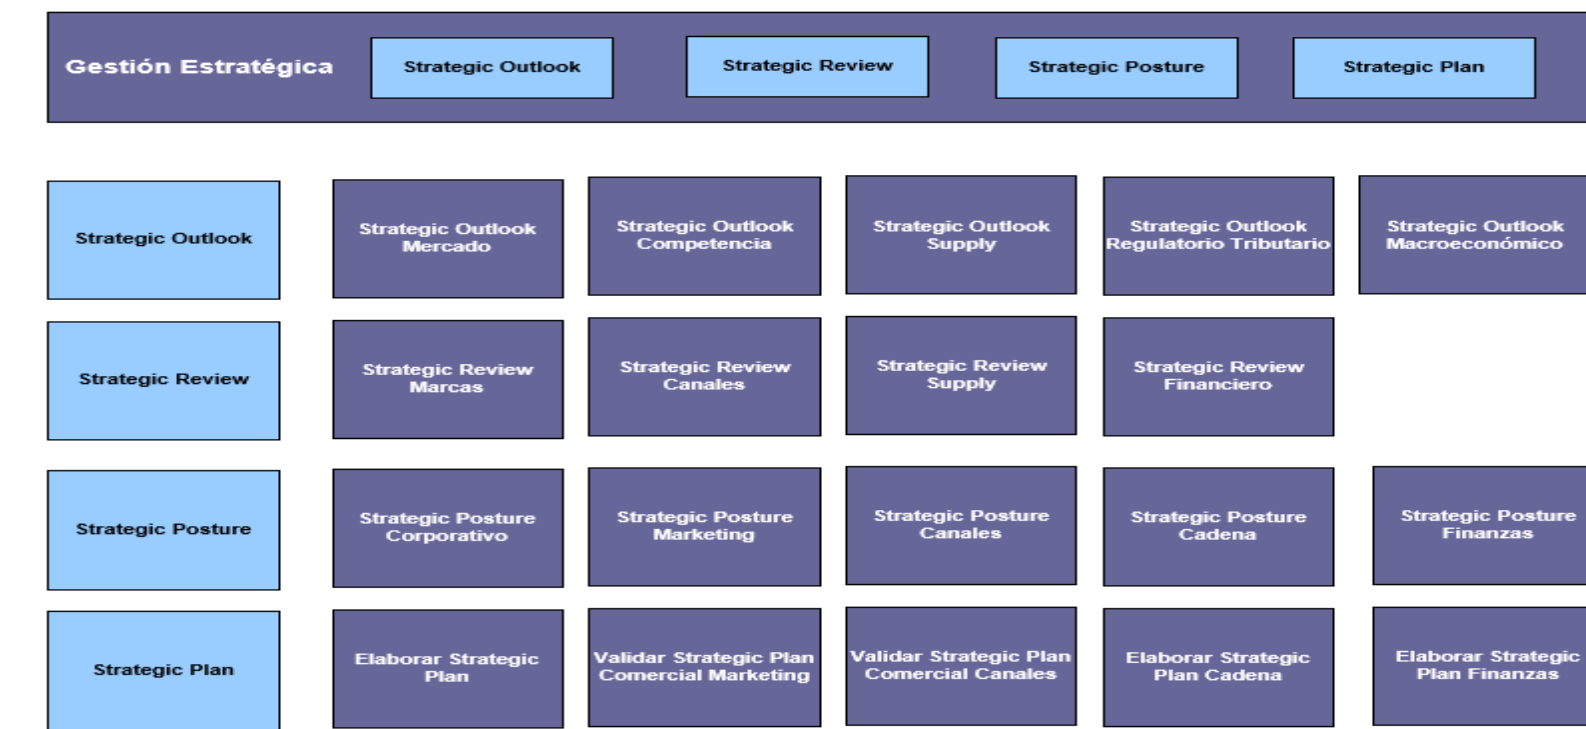 Gestión Estratégica
Strategic Outlook
Strategic Review
Strategic Posture
Strategic Plan
Strategic Outlook
Strategic Outlook
Mercado
Strategic Outlook
Competencia
Strategic Outlook
Supply
Strategic Outlook
Regulatorio Tributario
Strategic Outlook
Macroeconómico
Strategic Review
Strategic Review
Marcas
Strategic Review
Canales
Strategic Review
Supply
Strategic Review
Financiero
Strategic Posture
Strategic Posture
Corporativo
Strategic Posture
Marketing
Strategic Posture
Canales
Strategic Posture
Cadena
Strategic Posture
Finanzas
Strategic Plan
Elaborar Strategic
Plan
Validar Strategic Plan
Comercial Marketing
Validar Strategic Plan
Comercial Canales
Elaborar Strategic
Plan Cadena
Elaborar Strategic
Plan Finanzas